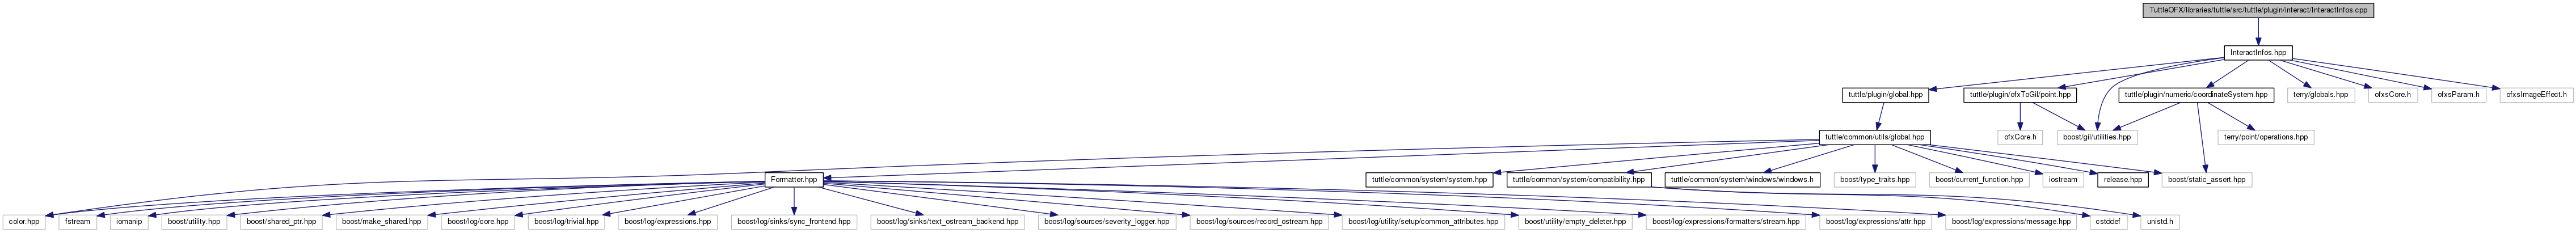 TuttleOFX/libraries/tuttle/src/tuttle/plugin/interact/InteractInfos.cpp
InteractInfos.hpp
tuttle/plugin/global.hpp
tuttle/plugin/ofxToGil/point.hpp
tuttle/plugin/numeric/coordinateSystem.hpp
terry/globals.hpp
ofxsCore.h
ofxsParam.h
ofxsImageEffect.h
tuttle/common/utils/global.hpp
ofxCore.h
boost/gil/utilities.hpp
terry/point/operations.hpp
Formatter.hpp
tuttle/common/system/system.hpp
tuttle/common/system/compatibility.hpp
tuttle/common/system/windows/windows.h
boost/type_traits.hpp
boost/current_function.hpp
iostream
release.hpp
boost/static_assert.hpp
color.hpp
fstream
iomanip
boost/utility.hpp
boost/shared_ptr.hpp
boost/make_shared.hpp
boost/log/core.hpp
boost/log/trivial.hpp
boost/log/expressions.hpp
boost/log/sinks/sync_frontend.hpp
boost/log/sinks/text_ostream_backend.hpp
boost/log/sources/severity_logger.hpp
boost/log/sources/record_ostream.hpp
boost/log/utility/setup/common_attributes.hpp
boost/utility/empty_deleter.hpp
boost/log/expressions/formatters/stream.hpp
boost/log/expressions/attr.hpp
boost/log/expressions/message.hpp
cstddef
unistd.h